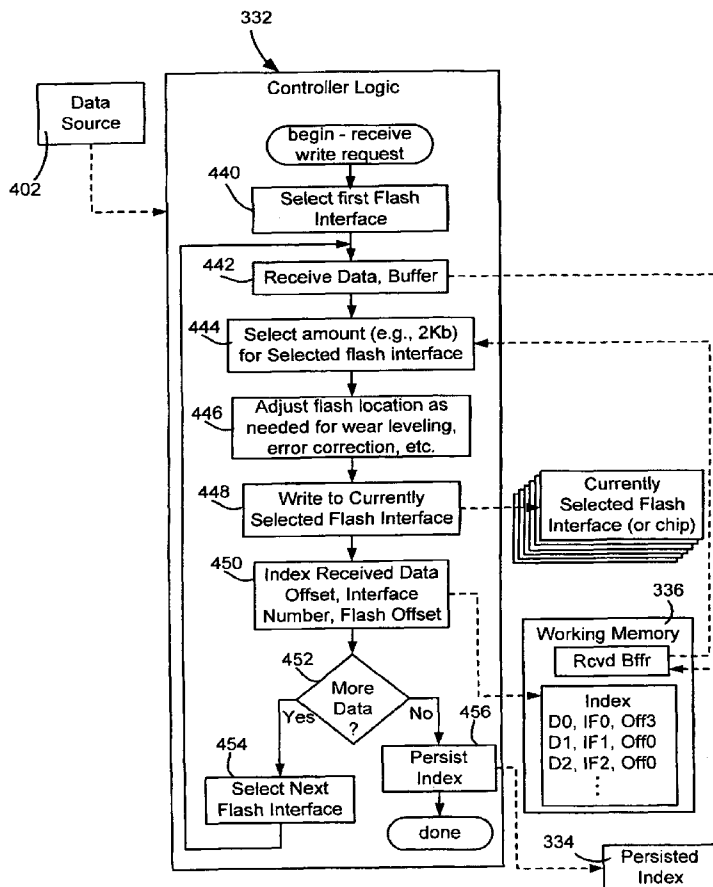 332
Data
Source
402
Controller Logic
begin - receive
write request
440
Select first Flash
Interface
442
Receive Data, Buffer
444
Select amount (e.g., 2Kb)
for Selected flash interface
446
Adjust flash location as
needed for wear leveling,
error correction, etc.
448
Write to Currently
Selected Flash Interface
Currently
Selected Flash
Interface (or chip)
450
Index Received Data
Offset, Interface
Number, Flash Offset
336
Working Memory
Rcvd Bffr
Index
D0, IF0, Off3
D1, IF1, Off0
D2, IF2, Off0
⋮
452
More
Data
?
Yes
No
454
Select Next
Flash Interface
456
Persist
Index
done
334
Persisted
Index